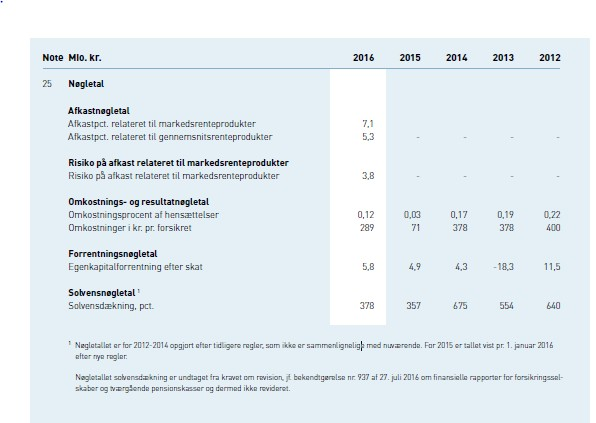 Note Mio. kr. 2016 2015 2014 2013 2012
25 Nøgletal
Afkastnøgletal
Afkastpct. relateret til markedsrenteprodukter 7,1
Afkastpct. relateret til gennemsnitsrenteprodukter 5,3 - - - -
Risiko på afkast relateret til markedsrenteprodukter
Risiko på afkast relateret til markedsrenteprodukter 3,8 - - - -
Omkostnings- og resultatnøgletal
Omkostningsprocent af hensættelser 0,12 0,03 0,17 0,19 0,22
Omkostninger i kr. pr. forsikret 289 71 378 378 400
Forrentningsnøgletal
Egenkapitalforrentning efter skat 5,8 4,9 4,3 -18,3 11,5
Solvensnøgletal 1
Solvensdækning, pct. 378 357 675 554 640
1 Nøgletallet er for 2012-2014 opgjort efter tidligere regler, som ikke er sammenlignelige med nuværende. For 2015 er tallet vist pr. 1. januar 2016
efter nye regler.
Nøgletallet solvensdækning er undtaget fra kravet om revision, jf. bekendtgørelse nr. 937 af 27. juli 2016 om finansielle rapporter for forsikringssel-
skaber og tværgående pensionskasser og dermed ikke revideret.